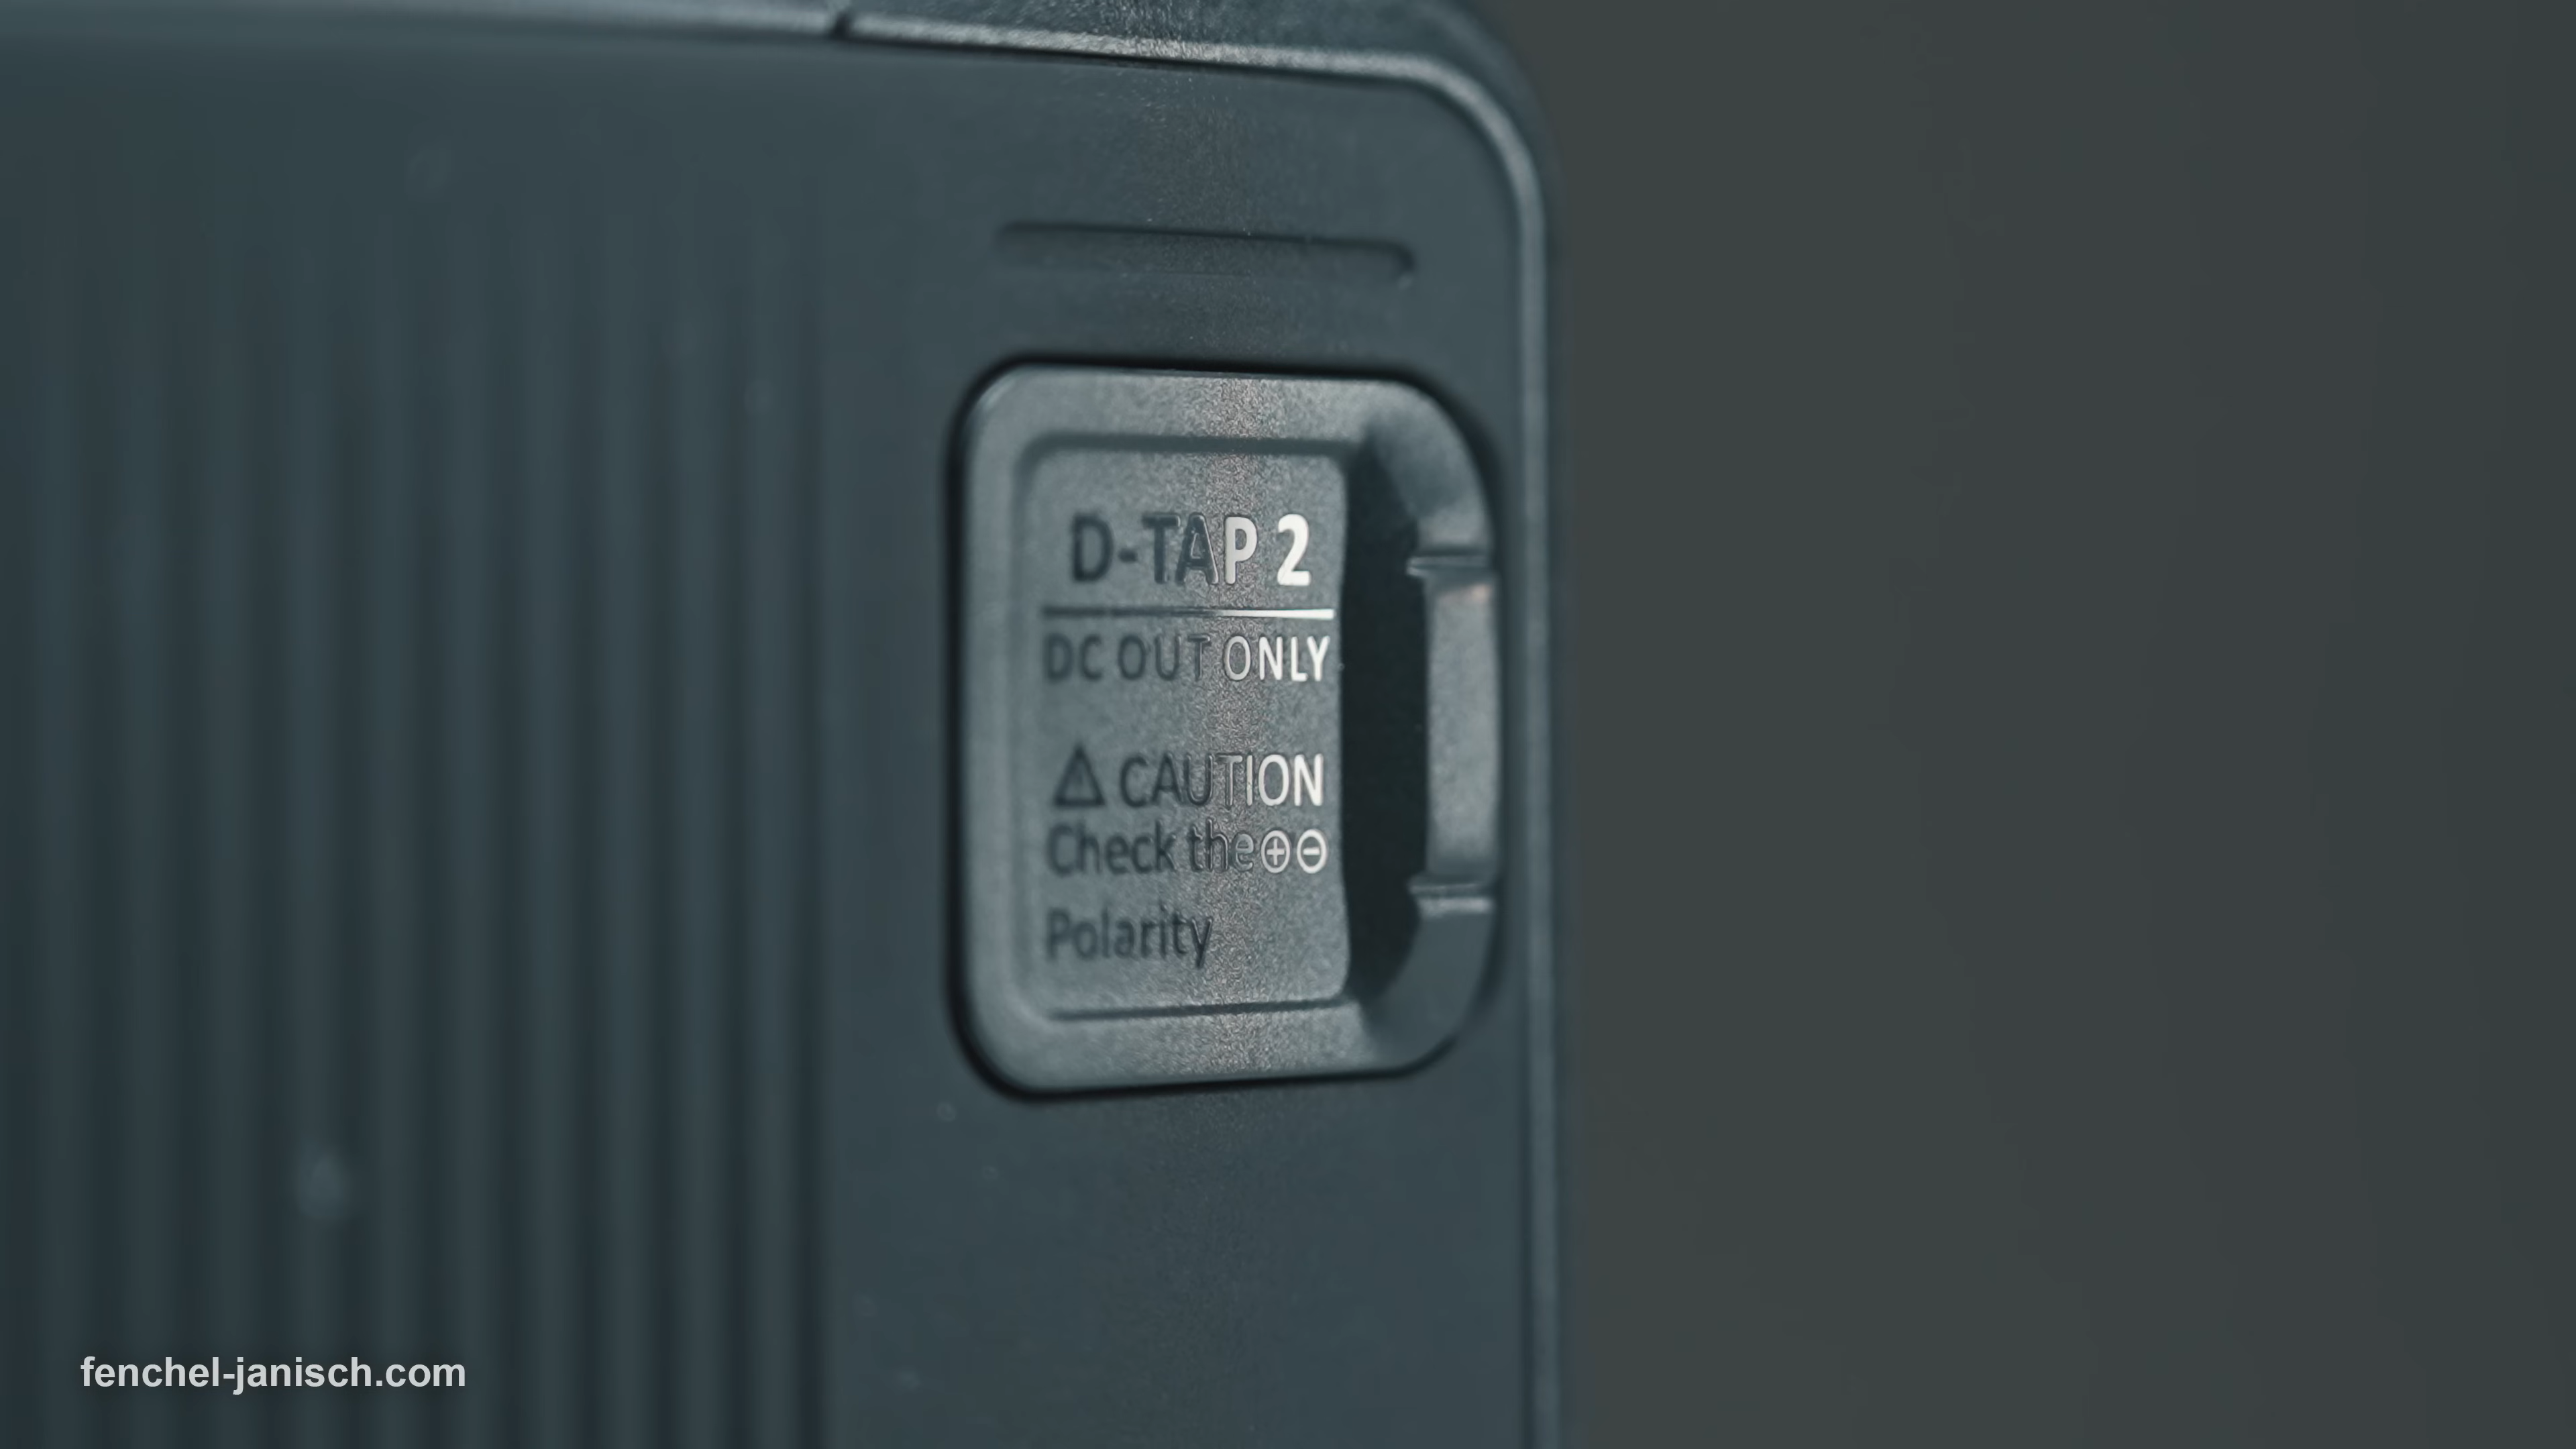 D-TAP 2
DC OUT ONLY
⚠ CAUTION
Check the⊕⊖
Polarity
fenchel-janisch.com